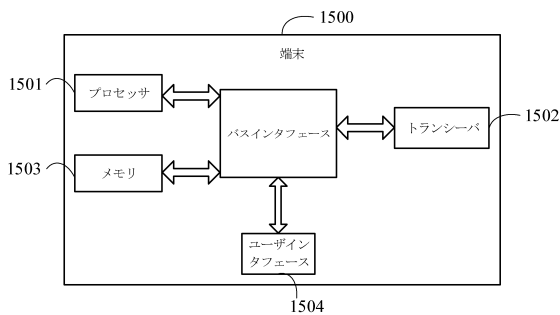 1500
端末
1501
プロセッサ
バスインタフェース
トランシーバ
1502
1503
メモリ
ユーザイン
タフェース
1504